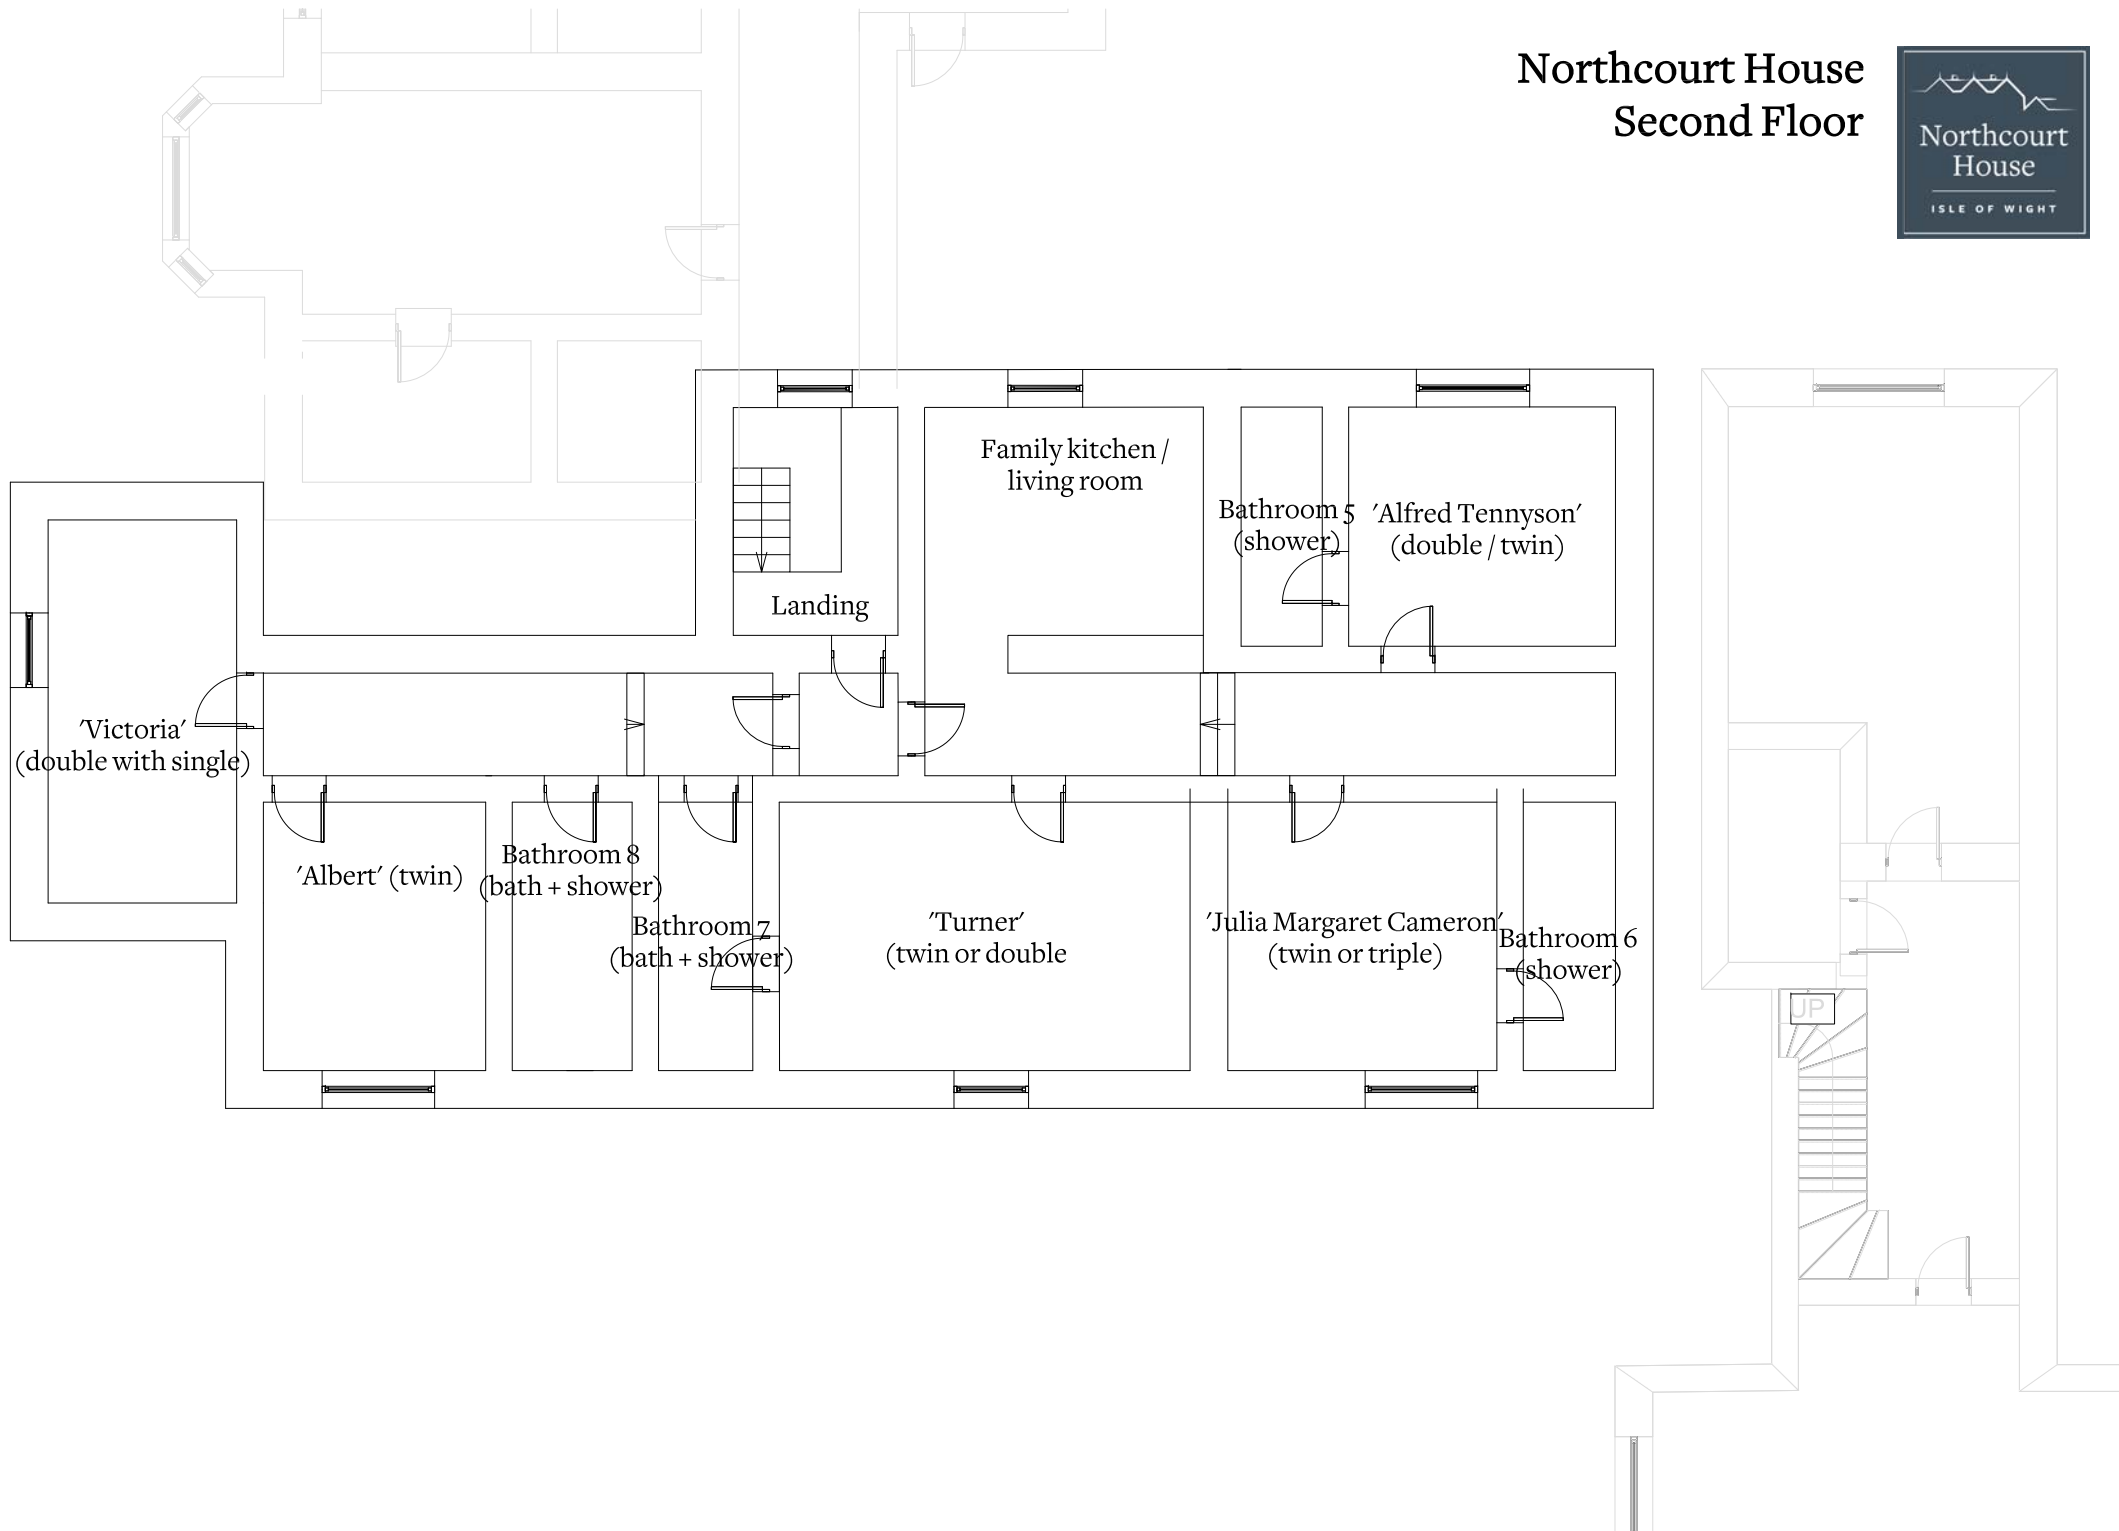 Northcourt House
Second Floor
Northcourt
House
ISLE OF WIGHT
Family kitchen /
living room
Bathroom 5
(shower)
'Alfred Tennyson'
(double / twin)
Landing
'Victoria'
(double with single)
'Albert' (twin)
Bathroom 8
(bath + shower)
Bathroom 7
(bath + shower)
'Turner'
(twin or double
'Julia Margaret Cameron'
(twin or triple)
Bathroom 6
(shower)
UP